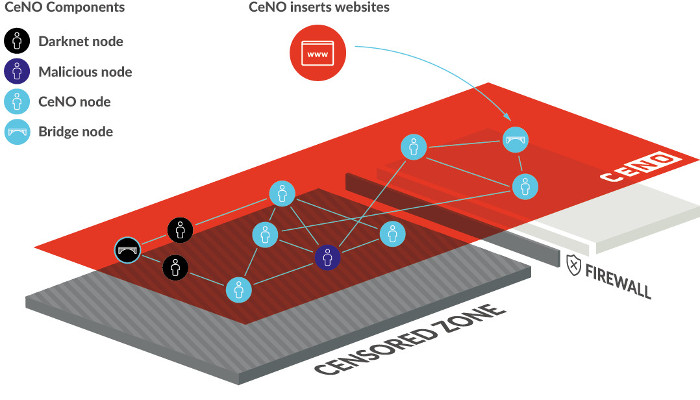 CeNO Components
Darknet node
Malicious node
CeNO node
Bridge node
CeNO inserts websites
www
CeNO
FIREWALL
CENSORED ZONE